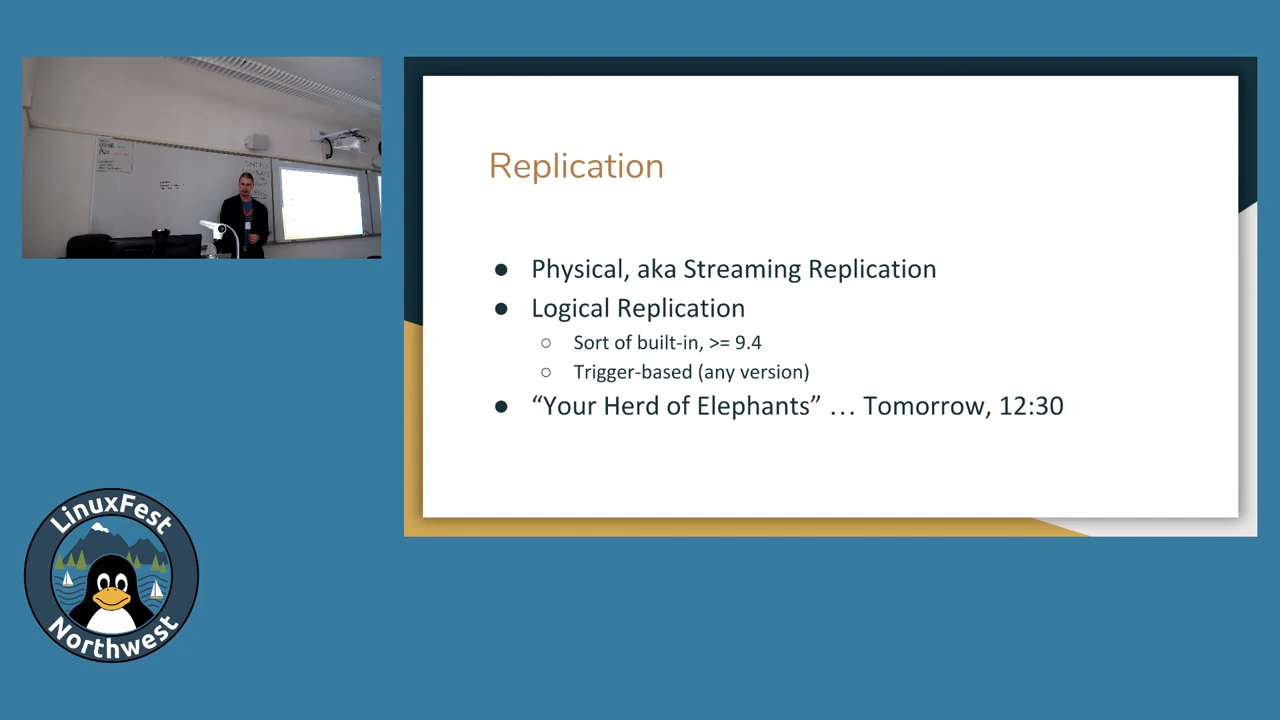 Replication
● Physical, aka Streaming Replication
● Logical Replication
○ Sort of built-in, >= 9.4
○ Trigger-based (any version)
● “Your Herd of Elephants” … Tomorrow, 12:30
LinuxFest
Northwest